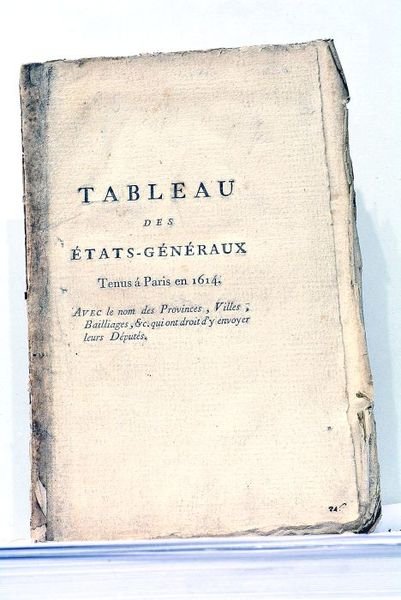 TABLEAU
DES
ÉTATS-GÉNÉRAUX
Tenus á Paris en 1614.
AVEC le nom des Provinces, Villes,
Bailliages, &c. qui ont droit d'y envoyer
leurs Députés.